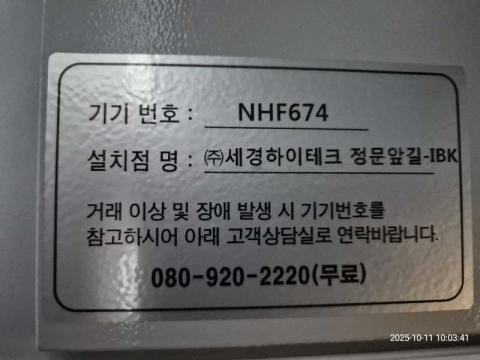 기기 번호 : NHF674
설치점 명 : ㈜세경하이테크 정문앞길-IBK
거래 이상 및 장애 발생 시 기기번호를
참고하시어 아래 고객상담실로 연락바랍니다.
080-920-2220(무료)
2025-10-11 10:03:41